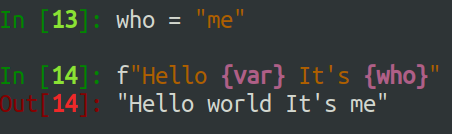 In [13]: who = "me"
In [14]: f"Hello {var} It's {who}"
Out[14]: "Hello world It's me"